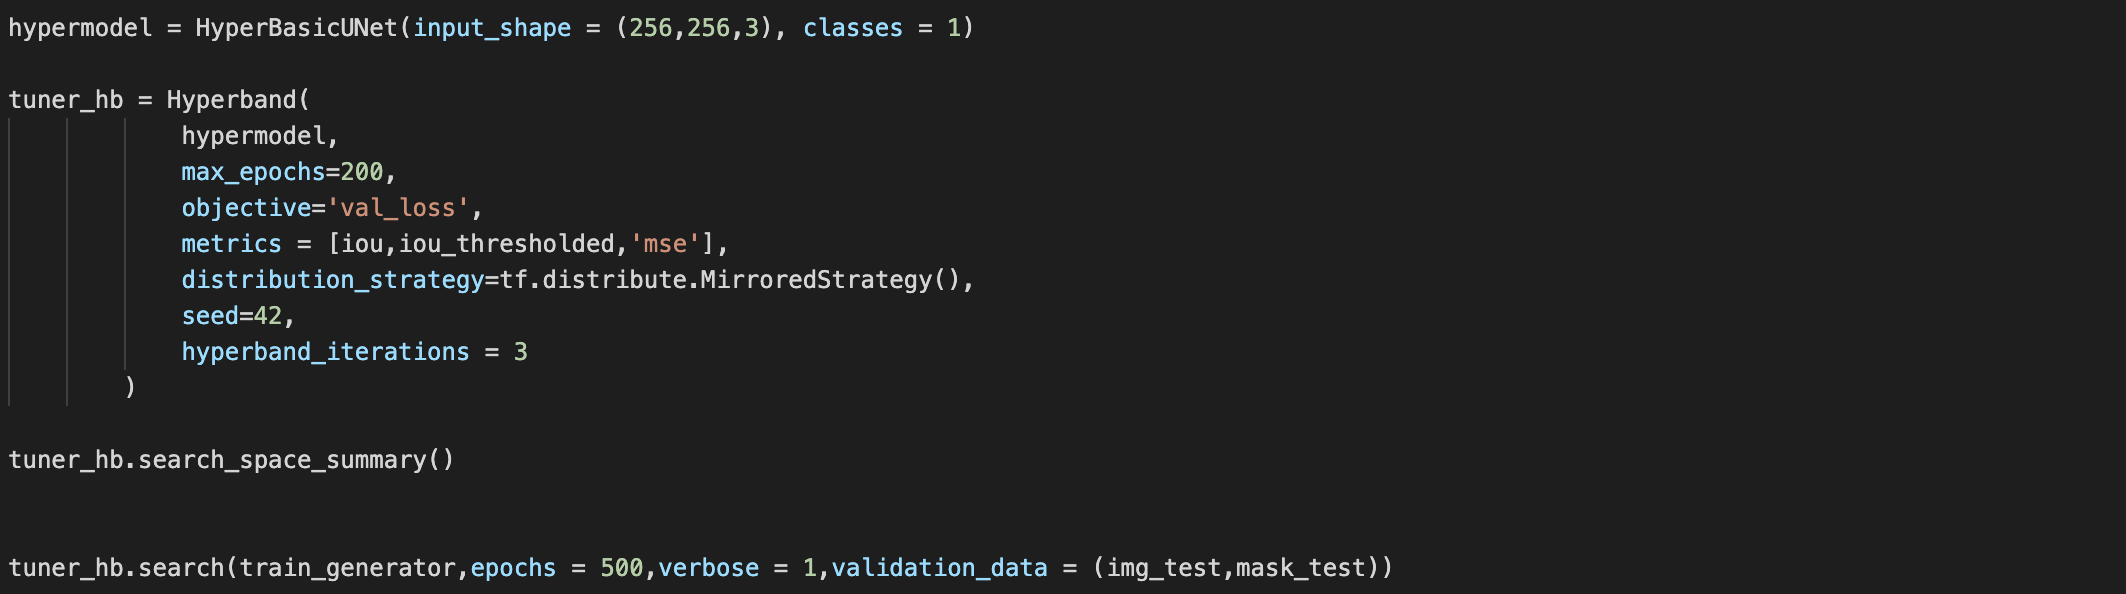 hypermodel = HyperBasicUNet(input_shape = (256,256,3), classes = 1)
tuner_hb = Hyperband(
hypermodel,
max_epochs=200,
objective='val_loss',
metrics = [iou,iou_thresholded,'mse'],
distribution_strategy=tf.distribute.MirroredStrategy(),
seed=42,
hyperband_iterations = 3
)
tuner_hb.search_space_summary()
tuner_hb.search(train_generator,epochs = 500,verbose = 1,validation_data = (img_test,mask_test))